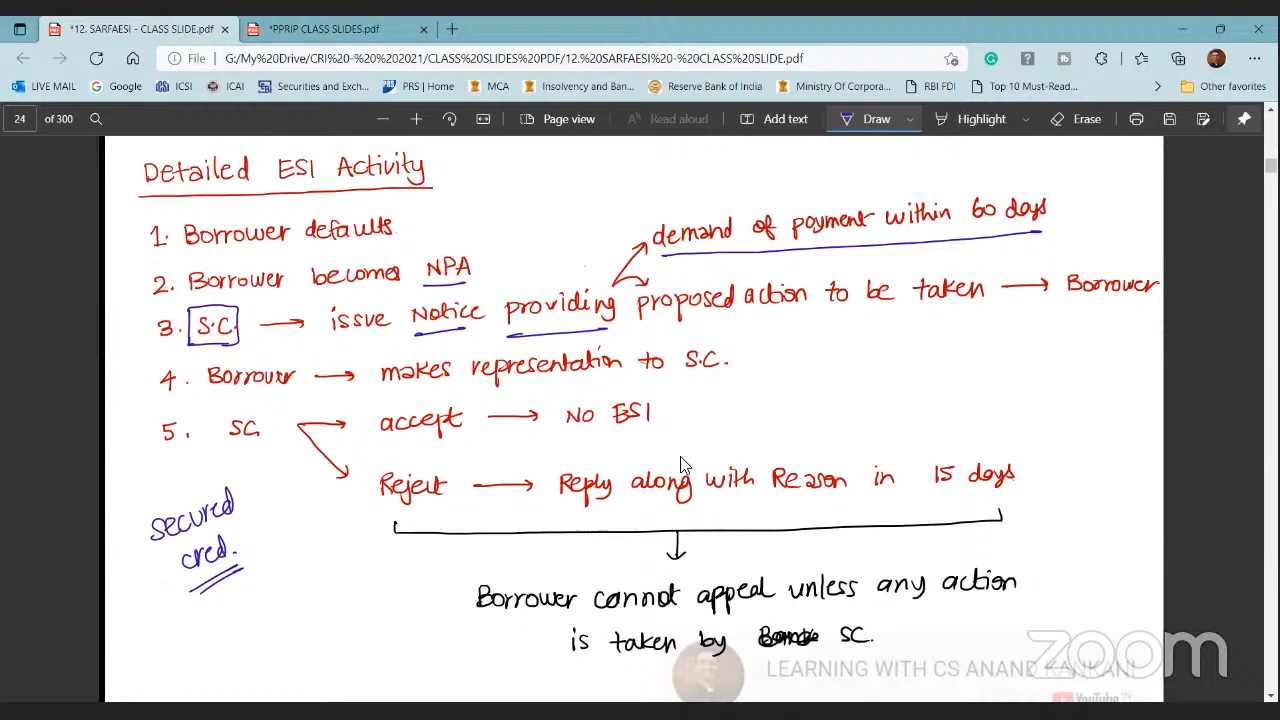 *12. SARFAESI - CLASS SLIDE.pdf
*PPRIP CLASS SLIDES.pdf
File
G:/My%20Drive/CRI%20-%20%202021/CLASS%20SLIDES%20PDF/12.%20SARFAESI%20-%20CLASS%20SLIDE.pdf
LIVE MAIL Google ICSI ICAI Securities and Exch... PRS | Home MCA Insolvency and Ban... Reserve Bank of India Ministry Of Corpora... RBI FDI Top 10 Must-Read... Other favorites
24 of 300 Page view Read aloud Add text Draw Highlight Erase
Detailed ESI Activity
demand of payment within 60 days
1. Borrower defaults
2. Borrower becomes NPA
3. S.C. → issue Notice providing proposed action to be taken → Borrower
4. Borrower → makes representation to S.C.
5. SC → accept → NO ESI
Reject → Reply along with Reason in 15 days
secured
cred.
Borrower cannot appeal unless any action
is taken by SC.
zoom
LEARNING WITH CS ANAND KANKANI
YouTube